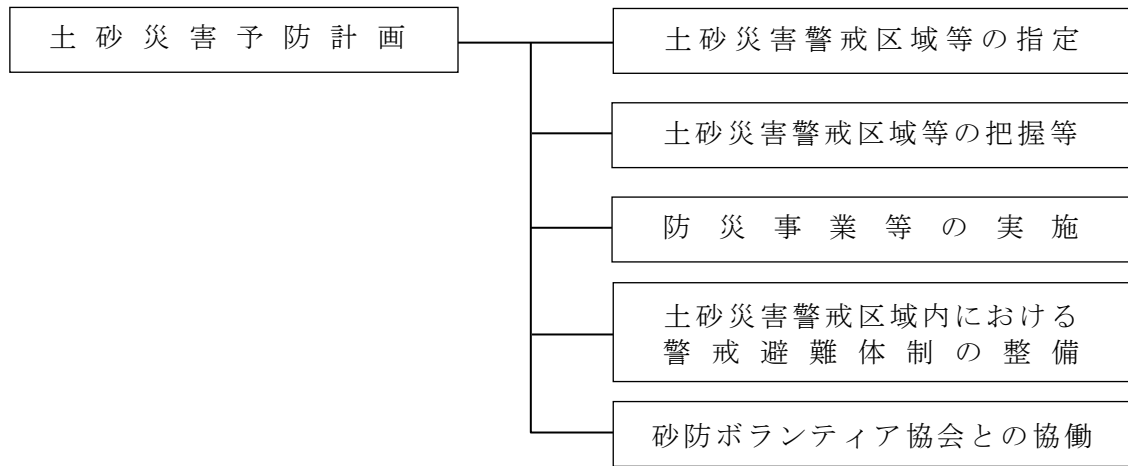 土砂災害予防計画
土砂災害警戒区域等の指定
土砂災害警戒区域等の把握等
防災事業等の実施
土砂災害警戒区域内における
警戒避難体制の整備
砂防ボランティア協会との協働